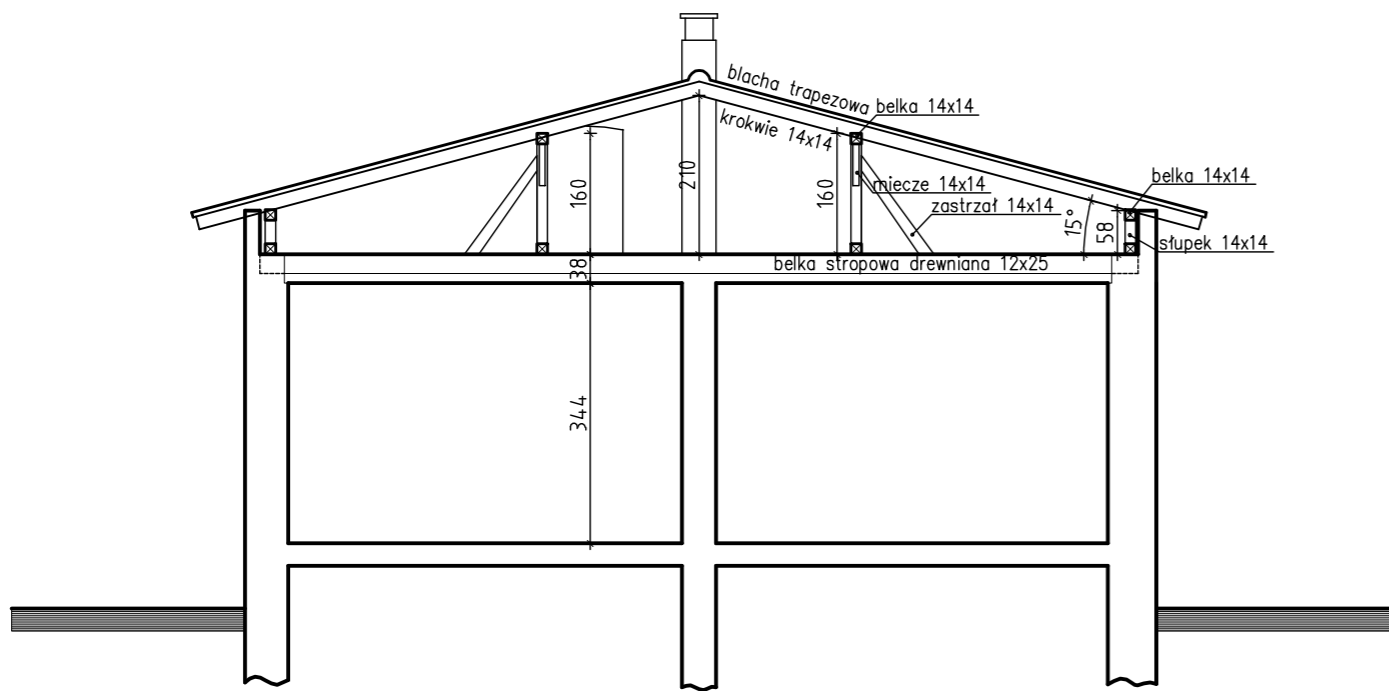 blacha trapezowa
belka 14x14
krokwie 14x14
160
210
160
miecze 14x14
zastrzał 14x14
15°
58
belka 14x14
słupek 14x14
38
belka stropowa drewniana 12x25
344